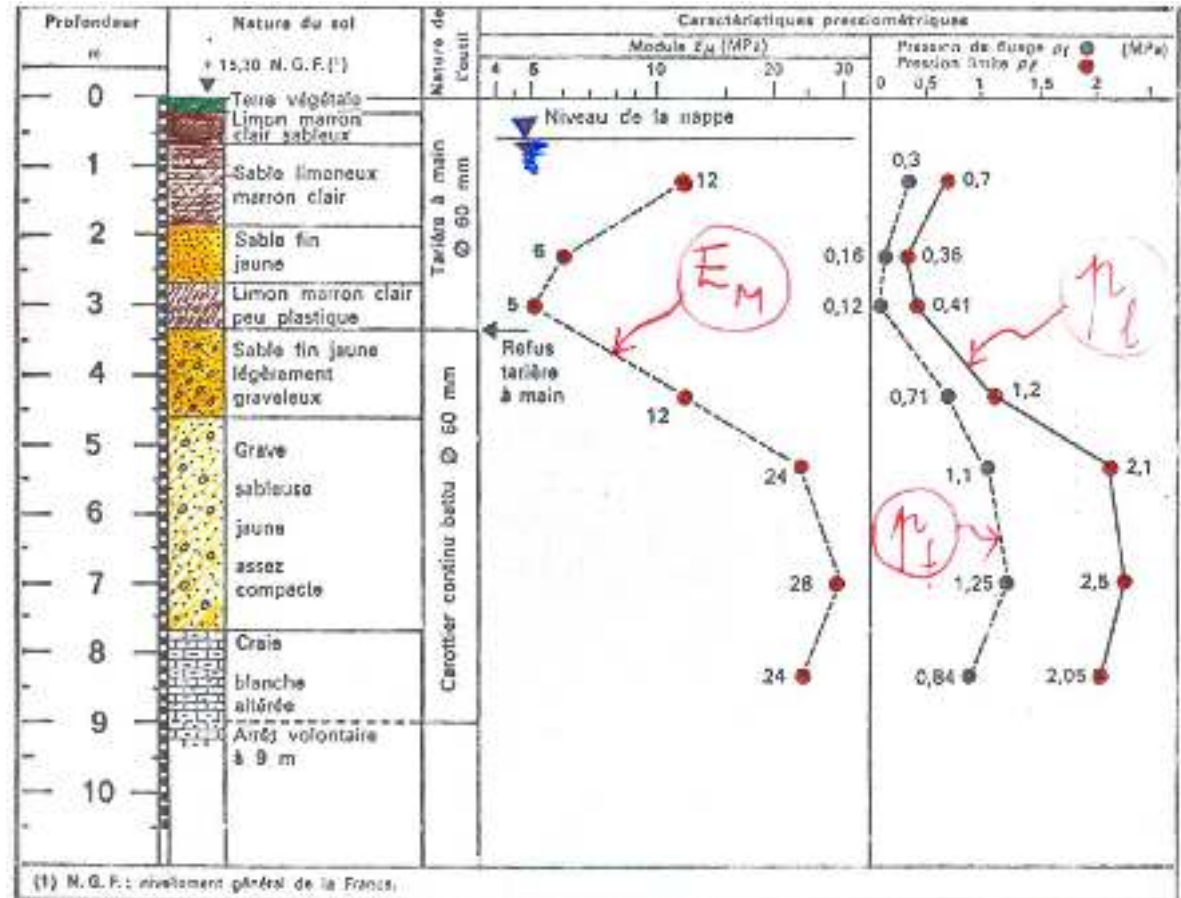 Profondeur
m
Nature du sol
+ 15,30 N. G. F. (¹)
Nature de
l'outil
Caractéristiques pressiométriques
Module EM (MPa)
4 5 10 20 30
Pression de fluage pf (MPa)
Pression limite pl
0 0,5 1 1,5 2
0
1
2
3
4
5
6
7
8
9
10
Terre végétale
Limon marron
clair sableux
Sable limoneux
marron clair
Sable fin
jaune
Limon marron clair
peu plastique
Sable fin jaune
légèrement
graveleux
Grave
sableuse
jaune
assez
compacte
Craie
blanche
altérée
Arrêt volontaire
à 9 m
Tarière à main
Ø 60 mm
Carottier continu battu Ø 60 mm
Niveau de la nappe
Refus
tarière
à main
12
6
5
12
24
28
24
EM
0,3
0,7
0,16
0,36
0,12
0,41
0,71
1,2
1,1
2,1
1,25
2,5
0,84
2,05
pl
(1) N. G. F. : nivellement général de la France.